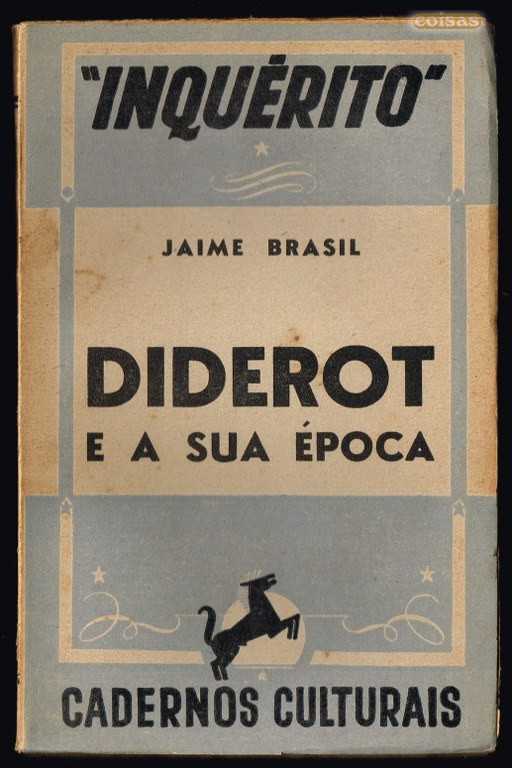 coisas
"INQUÉRITO"
JAIME BRASIL
DIDEROT
E A SUA ÉPOCA
CADERNOS CULTURAIS